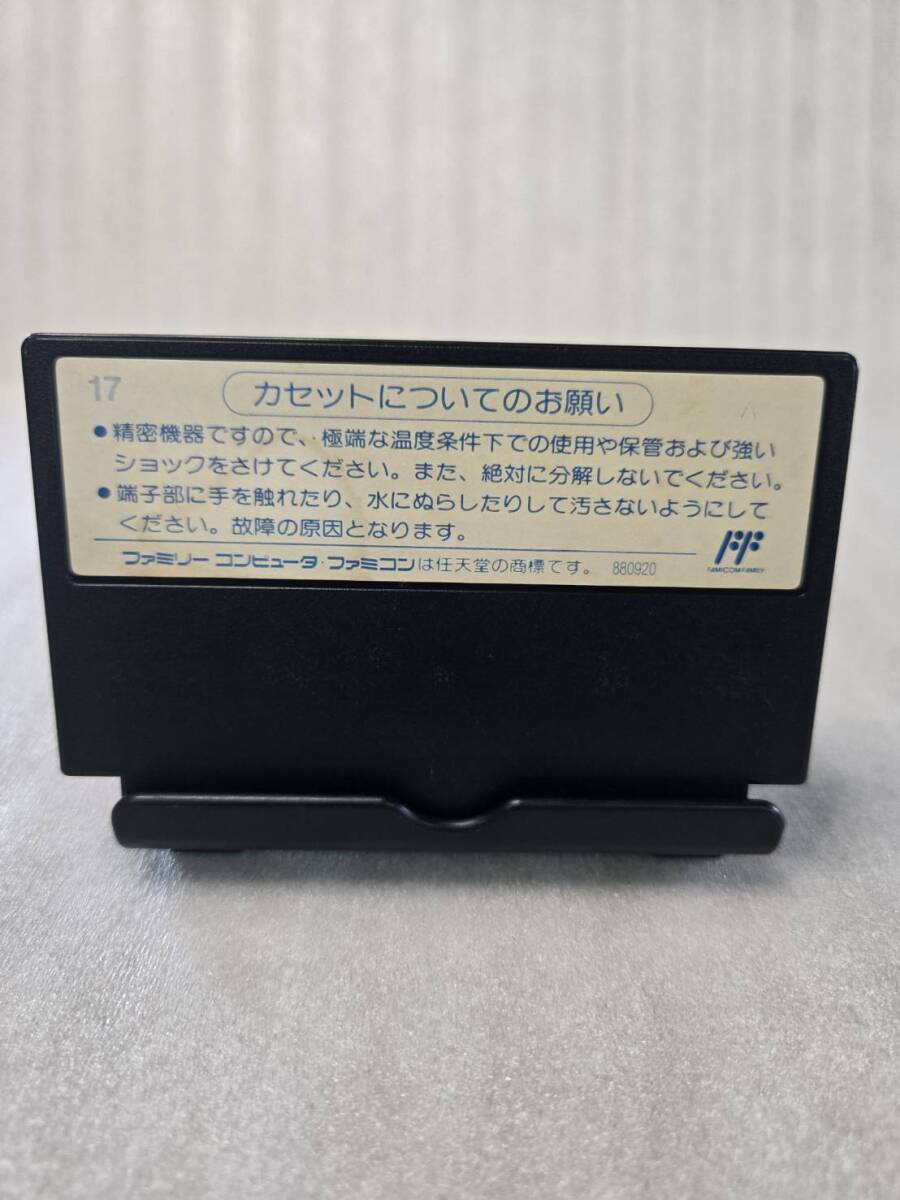 17
カセットについてのお願い
●精密機器ですので、極端な温度条件下での使用や保管および強い
ショックをさけてください。また、絶対に分解しないでください。
●端子部に手を触れたり、水にぬらしたりして汚さないようにして
ください。故障の原因となります。
ファミリー コンピュータ・ファミコンは任天堂の商標です。 880920
FAMICOM FAMILY